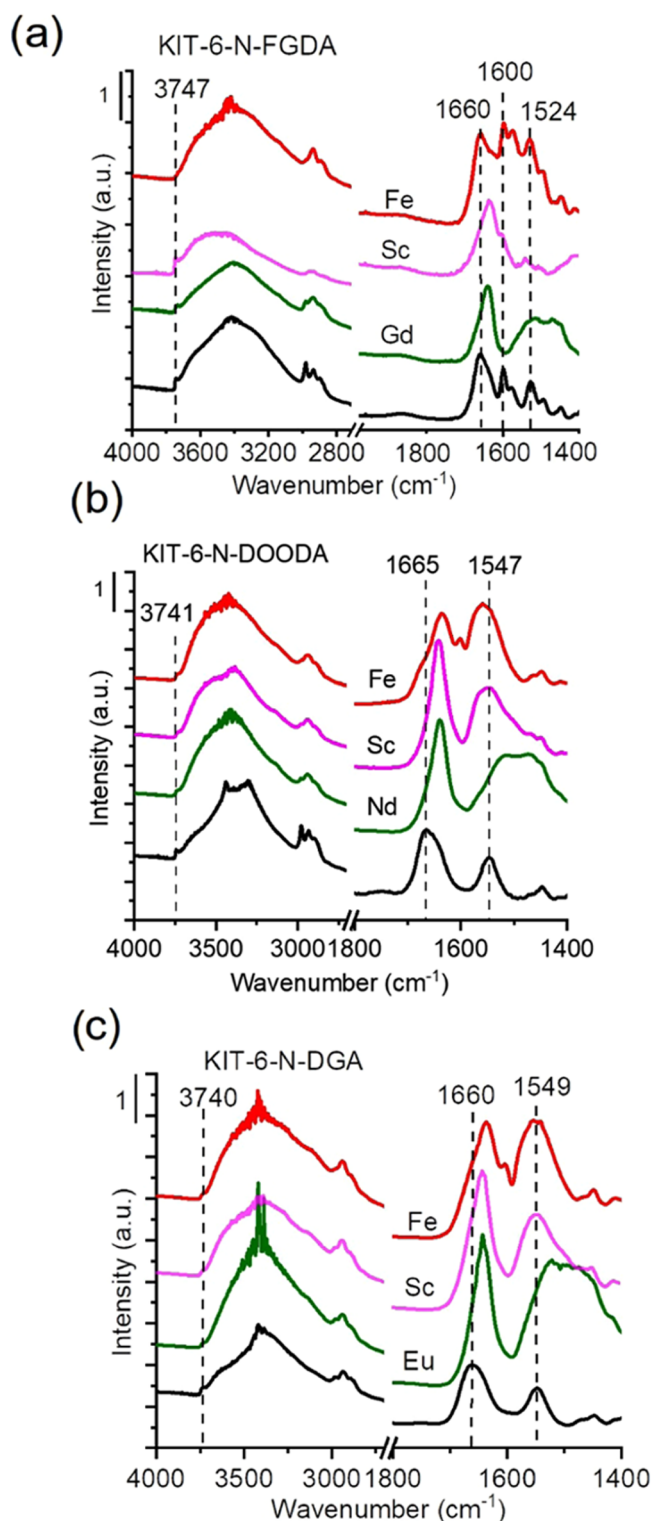 (a)
KIT-6-N-FGDA
3747
1600
1660
1524
1
Fe
Sc
Gd
Intensity (a.u.)
4000 3600 3200 2800 1800 1600 1400
Wavenumber (cm-1)
(b)
KIT-6-N-DOODA
1665 1547
1
3741
Fe
Sc
Nd
Intensity (a.u.)
4000 3500 3000 1800 1600 1400
Wavenumber (cm-1)
(c)
KIT-6-N-DGA
1
3740
1660 1549
Fe
Sc
Eu
Intensity (a.u.)
4000 3500 3000 1800 1600 1400
Wavenumber (cm-1)